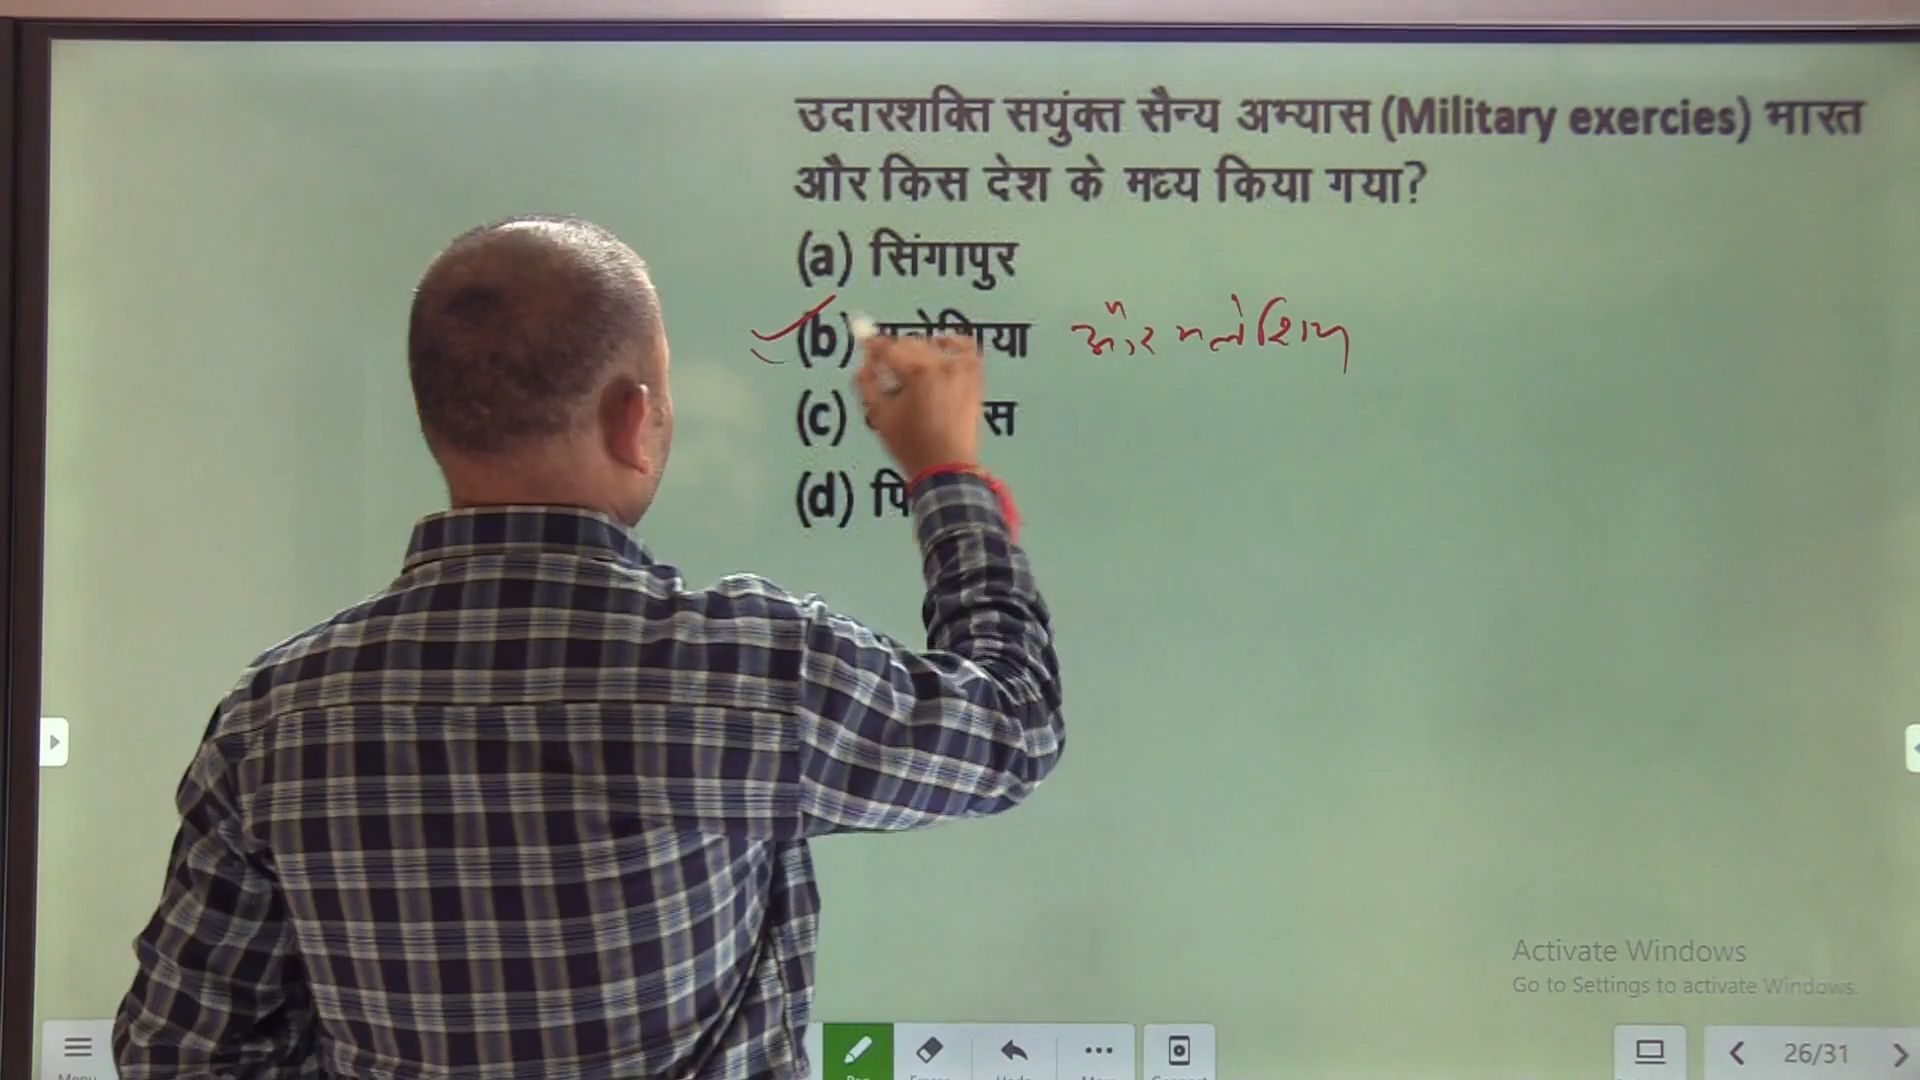 उदारशक्ति सयुंक्त सैन्य अभ्यास (Military exercies) भारत
और किस देश के मध्य किया गया?
(a) सिंगापुर
(b) मलेशिया और मलेशिया
(c)
(d)
Activate Windows
Go to Settings to activate Windows.
26/31